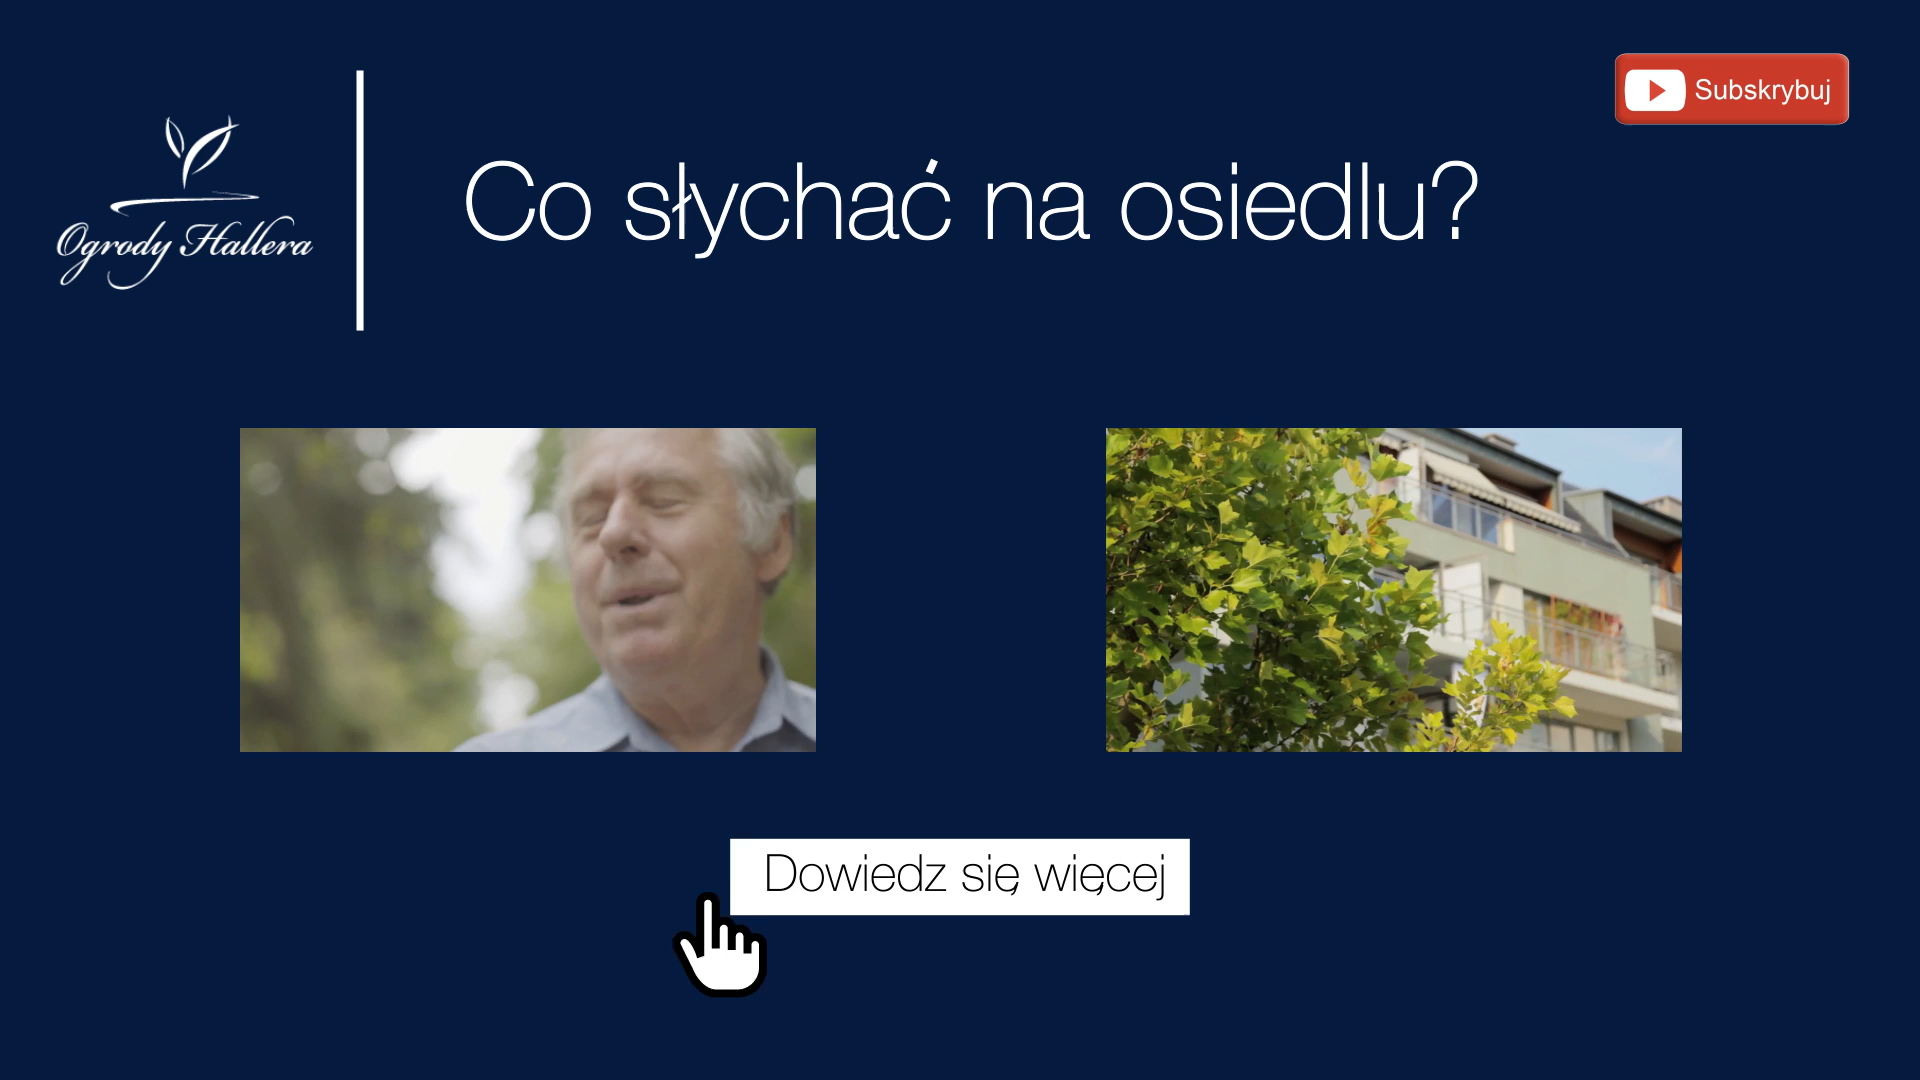 Subskrybuj
Co słychać na osiedlu?
Ogrody Hallera
Dowiedz się więcej